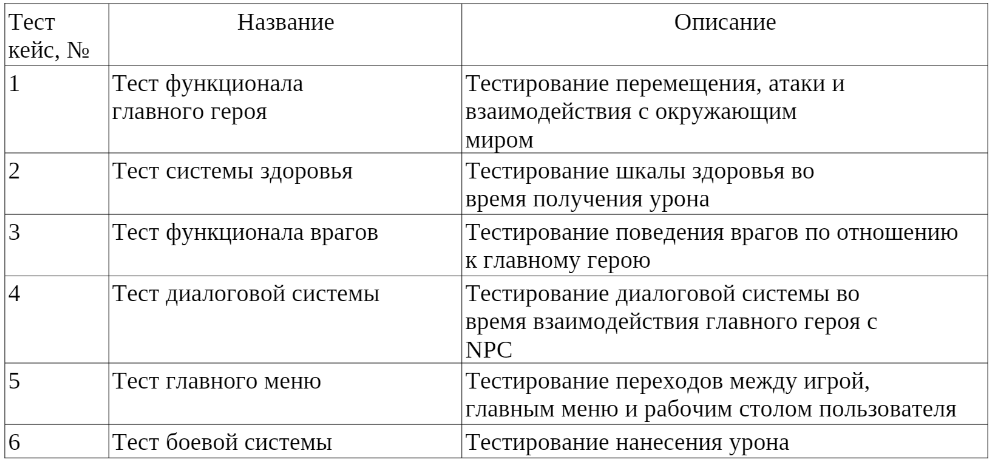 Тест
кейс, №
Название
Описание
1
Тест функционала
главного героя
Тестирование перемещения, атаки и
взаимодействия с окружающим
миром
2
Тест системы здоровья
Тестирование шкалы здоровья во
время получения урона
3
Тест функционала врагов
Тестирование поведения врагов по отношению
к главному герою
4
Тест диалоговой системы
Тестирование диалоговой системы во
время взаимодействия главного героя с
NPC
5
Тест главного меню
Тестирование переходов между игрой,
главным меню и рабочим столом пользователя
6
Тест боевой системы
Тестирование нанесения урона